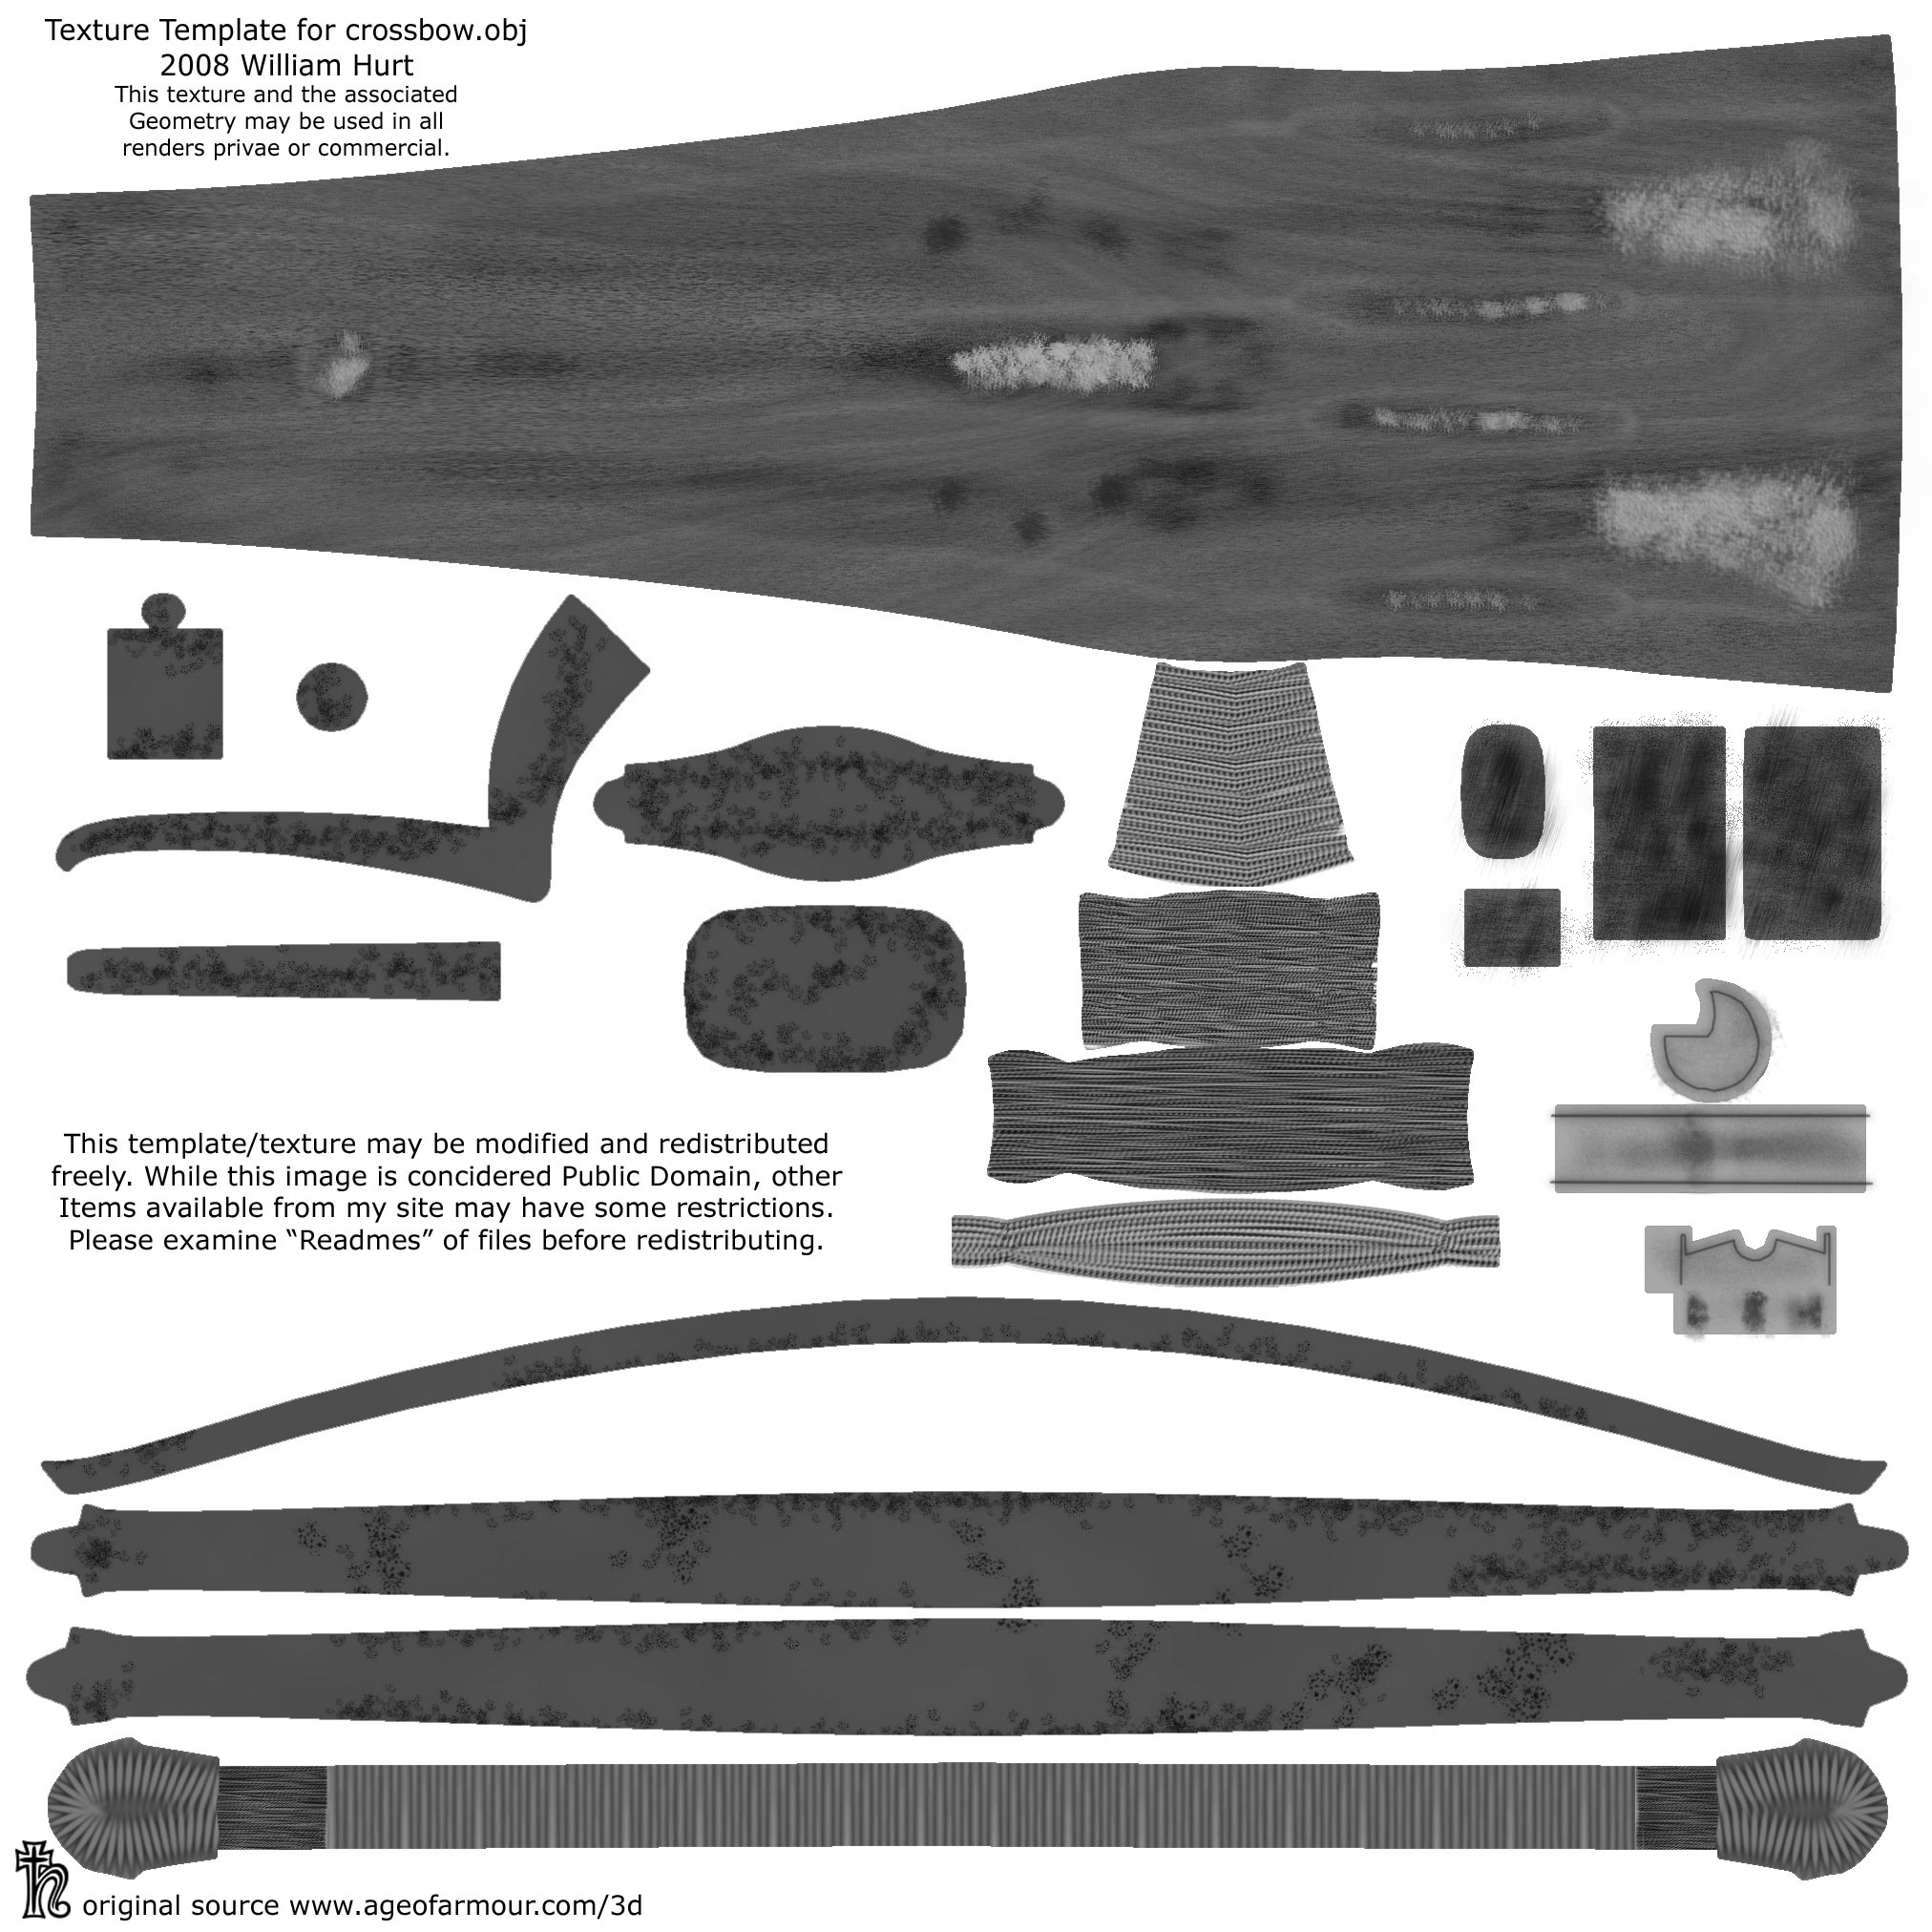 Texture Template for crossbow.obj
2008 William Hurt
This texture and the associated
Geometry may be used in all
renders privae or commercial.
This template/texture may be modified and redistributed
freely. While this image is concidered Public Domain, other
Items available from my site may have some restrictions.
Please examine “Readmes” of files before redistributing.
original source www.ageofarmour.com/3d